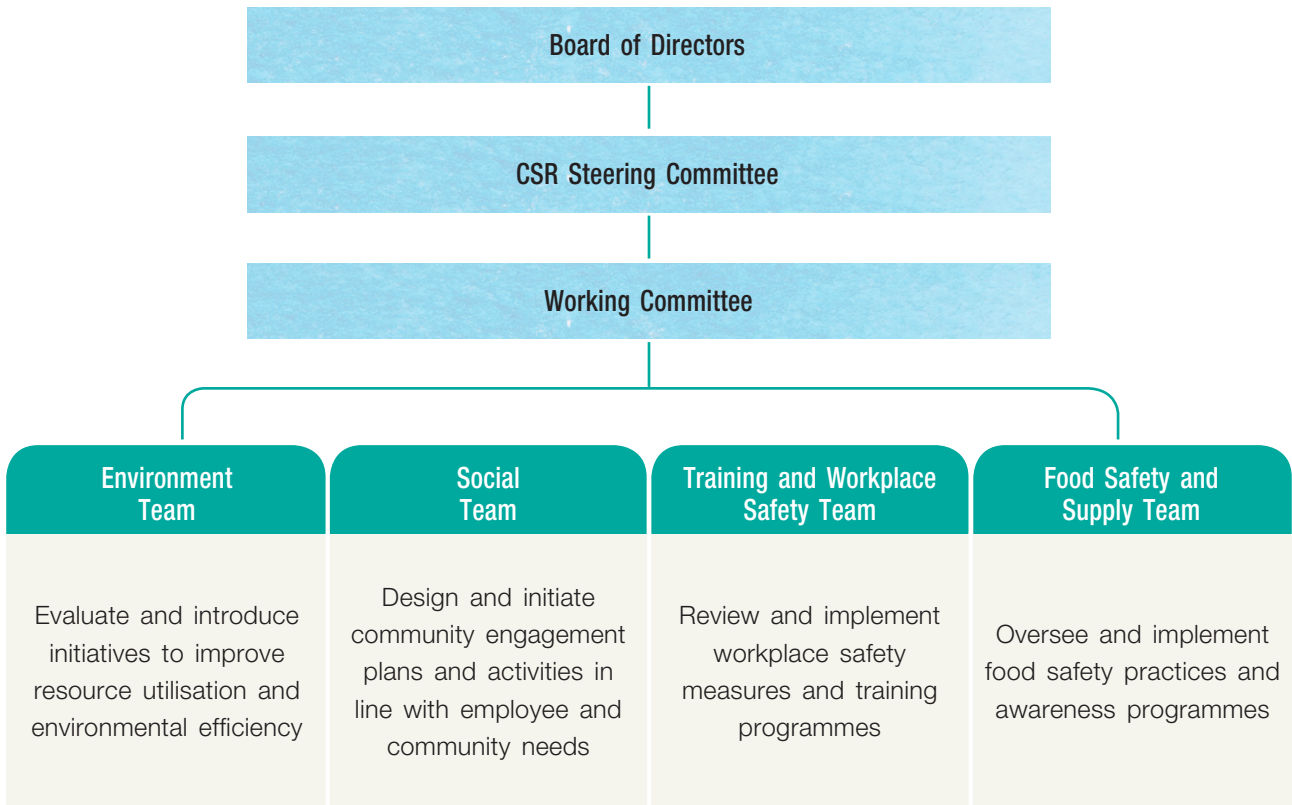 Board of Directors
CSR Steering Committee
Working Committee
Environment
Team
Evaluate and introduce
initiatives to improve
resource utilisation and
environmental efficiency
Social
Team
Design and initiate
community engagement
plans and activities in
line with employee and
community needs
Training and Workplace
Safety Team
Review and implement
workplace safety
measures and training
programmes
Food Safety and
Supply Team
Oversee and implement
food safety practices and
awareness programmes